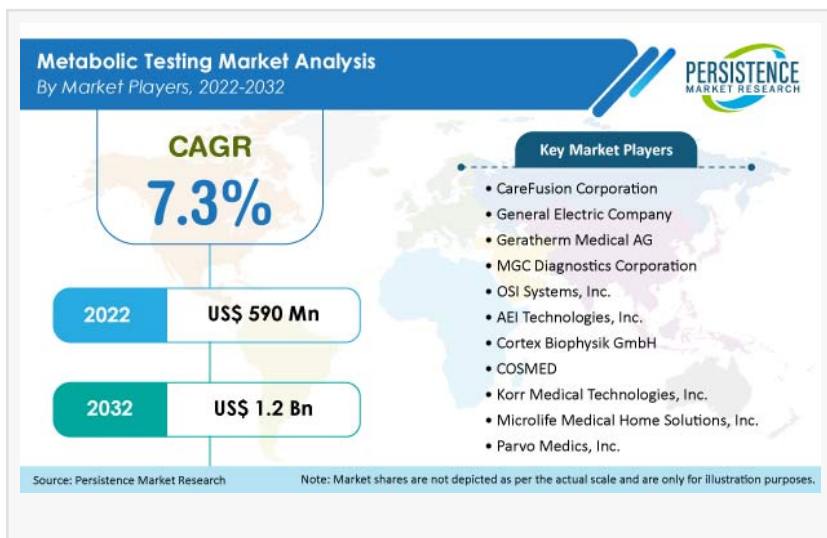 Metabolic Testing Market Analysis
By Market Players, 2022-2032
PERSISTENCE
MARKET RESEARCH
CAGR
7.3%
2022
US$ 590 Mn
2032
US$ 1.2 Bn
Key Market Players
• CareFusion Corporation
• General Electric Company
• Geratherm Medical AG
• MGC Diagnostics Corporation
• OSI Systems, Inc.
• AEI Technologies, Inc.
• Cortex Biophysik GmbH
• COSMED
• Korr Medical Technologies, Inc.
• Microlife Medical Home Solutions, Inc.
• Parvo Medics, Inc.
Source: Persistence Market Research
Note: Market shares are not depicted as per the actual scale and are only for illustration purposes.